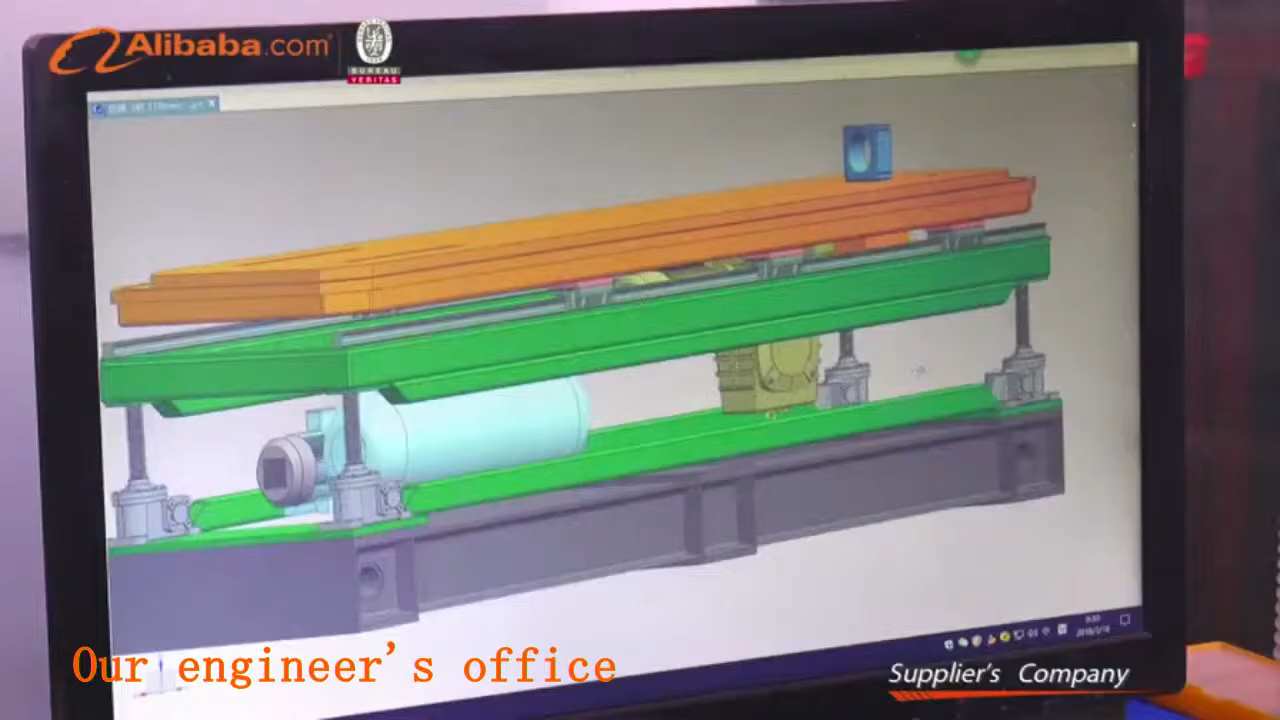 Alibaba.com
BUREAU
VERITAS
Our engineer's office
Supplier's Company